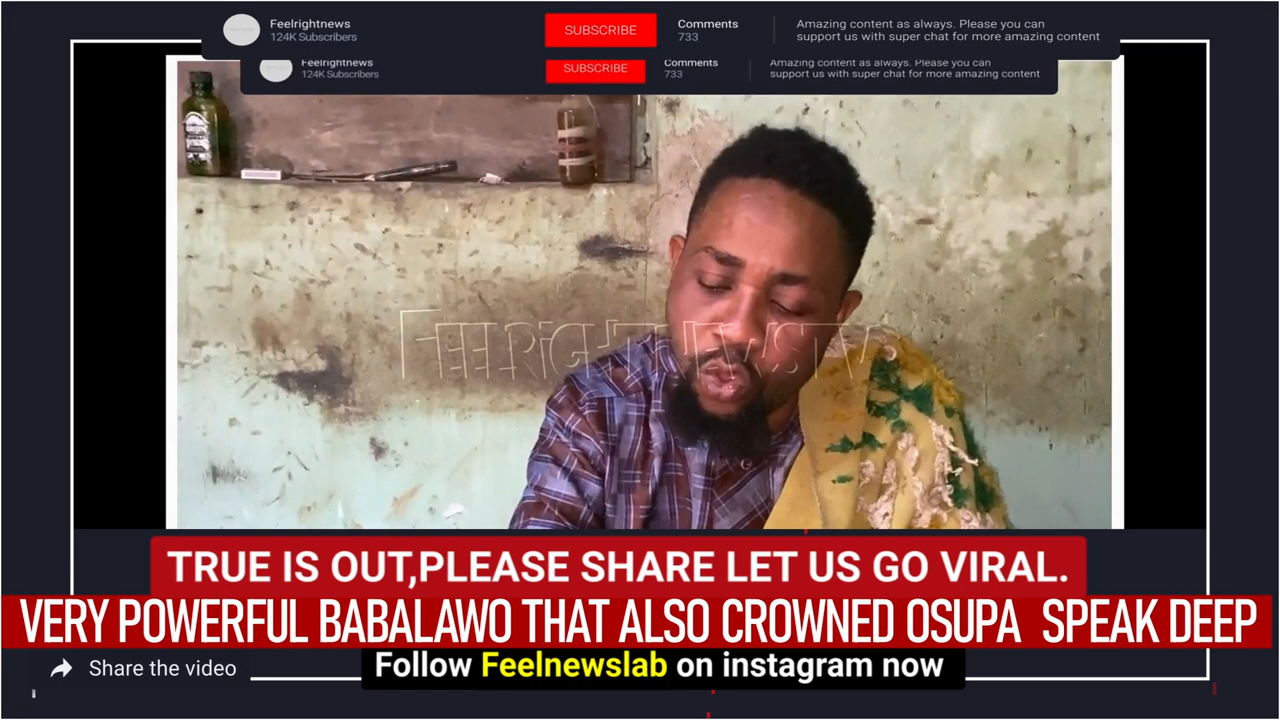 Feelrightnews
124K Subscribers
SUBSCRIBE
Comments
733
Amazing content as always. Please you can
support us with super chat for more amazing content
Feelrightnews
124K Subscribers
SUBSCRIBE
Comments
733
Amazing content as always. Please you can
support us with super chat for more amazing content
FEELRIGHTNEWSTV
TRUE IS OUT,PLEASE SHARE LET US GO VIRAL.
VERY POWERFUL BABALAWO THAT ALSO CROWNED OSUPA SPEAK DEEP
Share the video
Follow Feelnewslab on instagram now